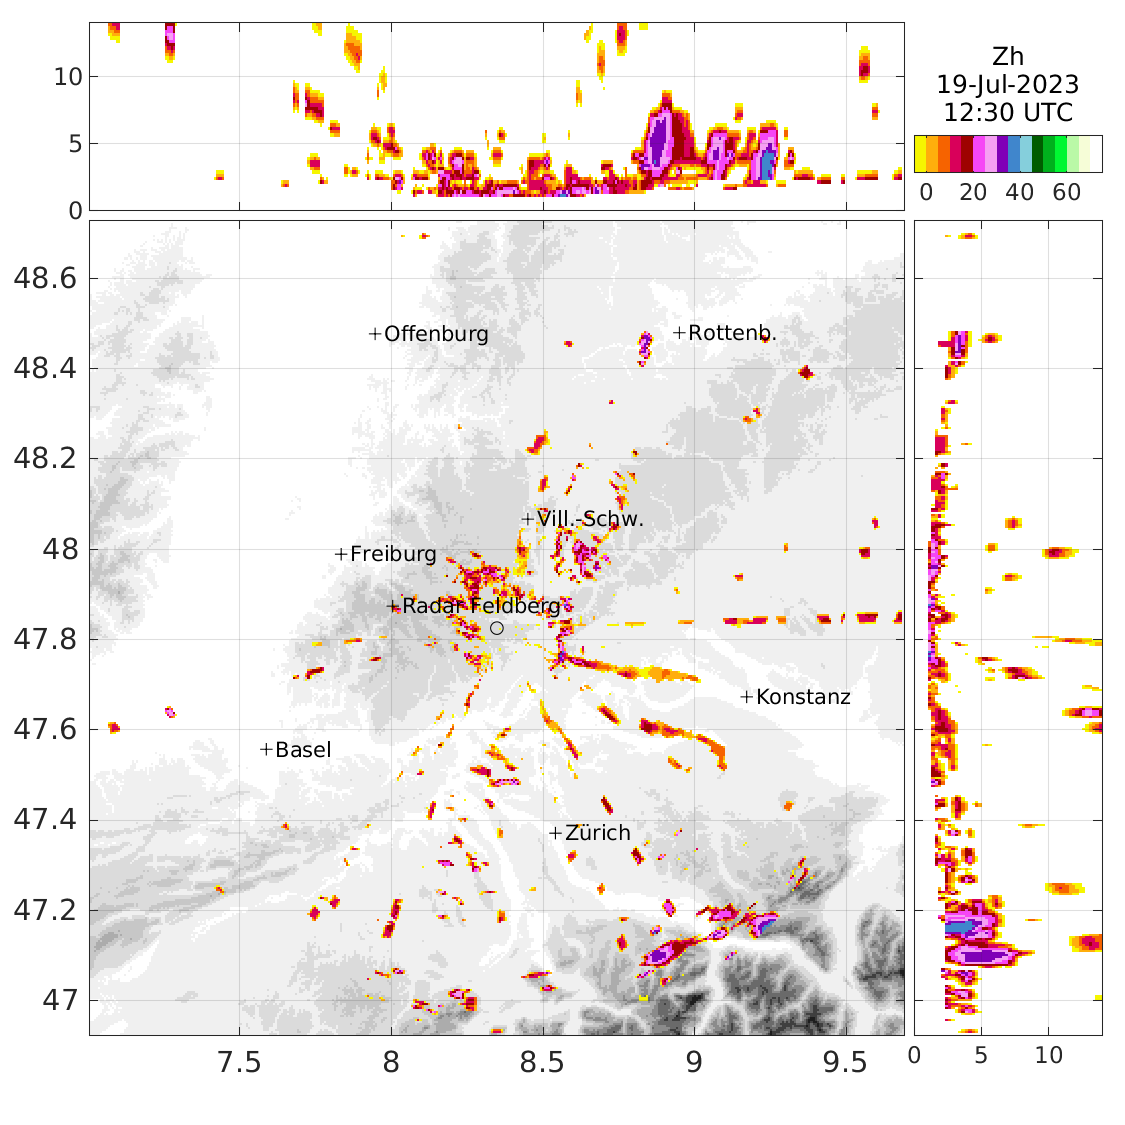 10
5
0
Zh
19-Jul-2023
12:30 UTC
0 20 40 60
48.6
48.4
48.2
48
47.8
47.6
47.4
47.2
47
+Offenburg
+Rottenb.
+Vill.-Schw.
+Freiburg
+Radar Feldberg
+Konstanz
+Basel
+Zürich
7.5 8 8.5 9 9.5
0 5 10